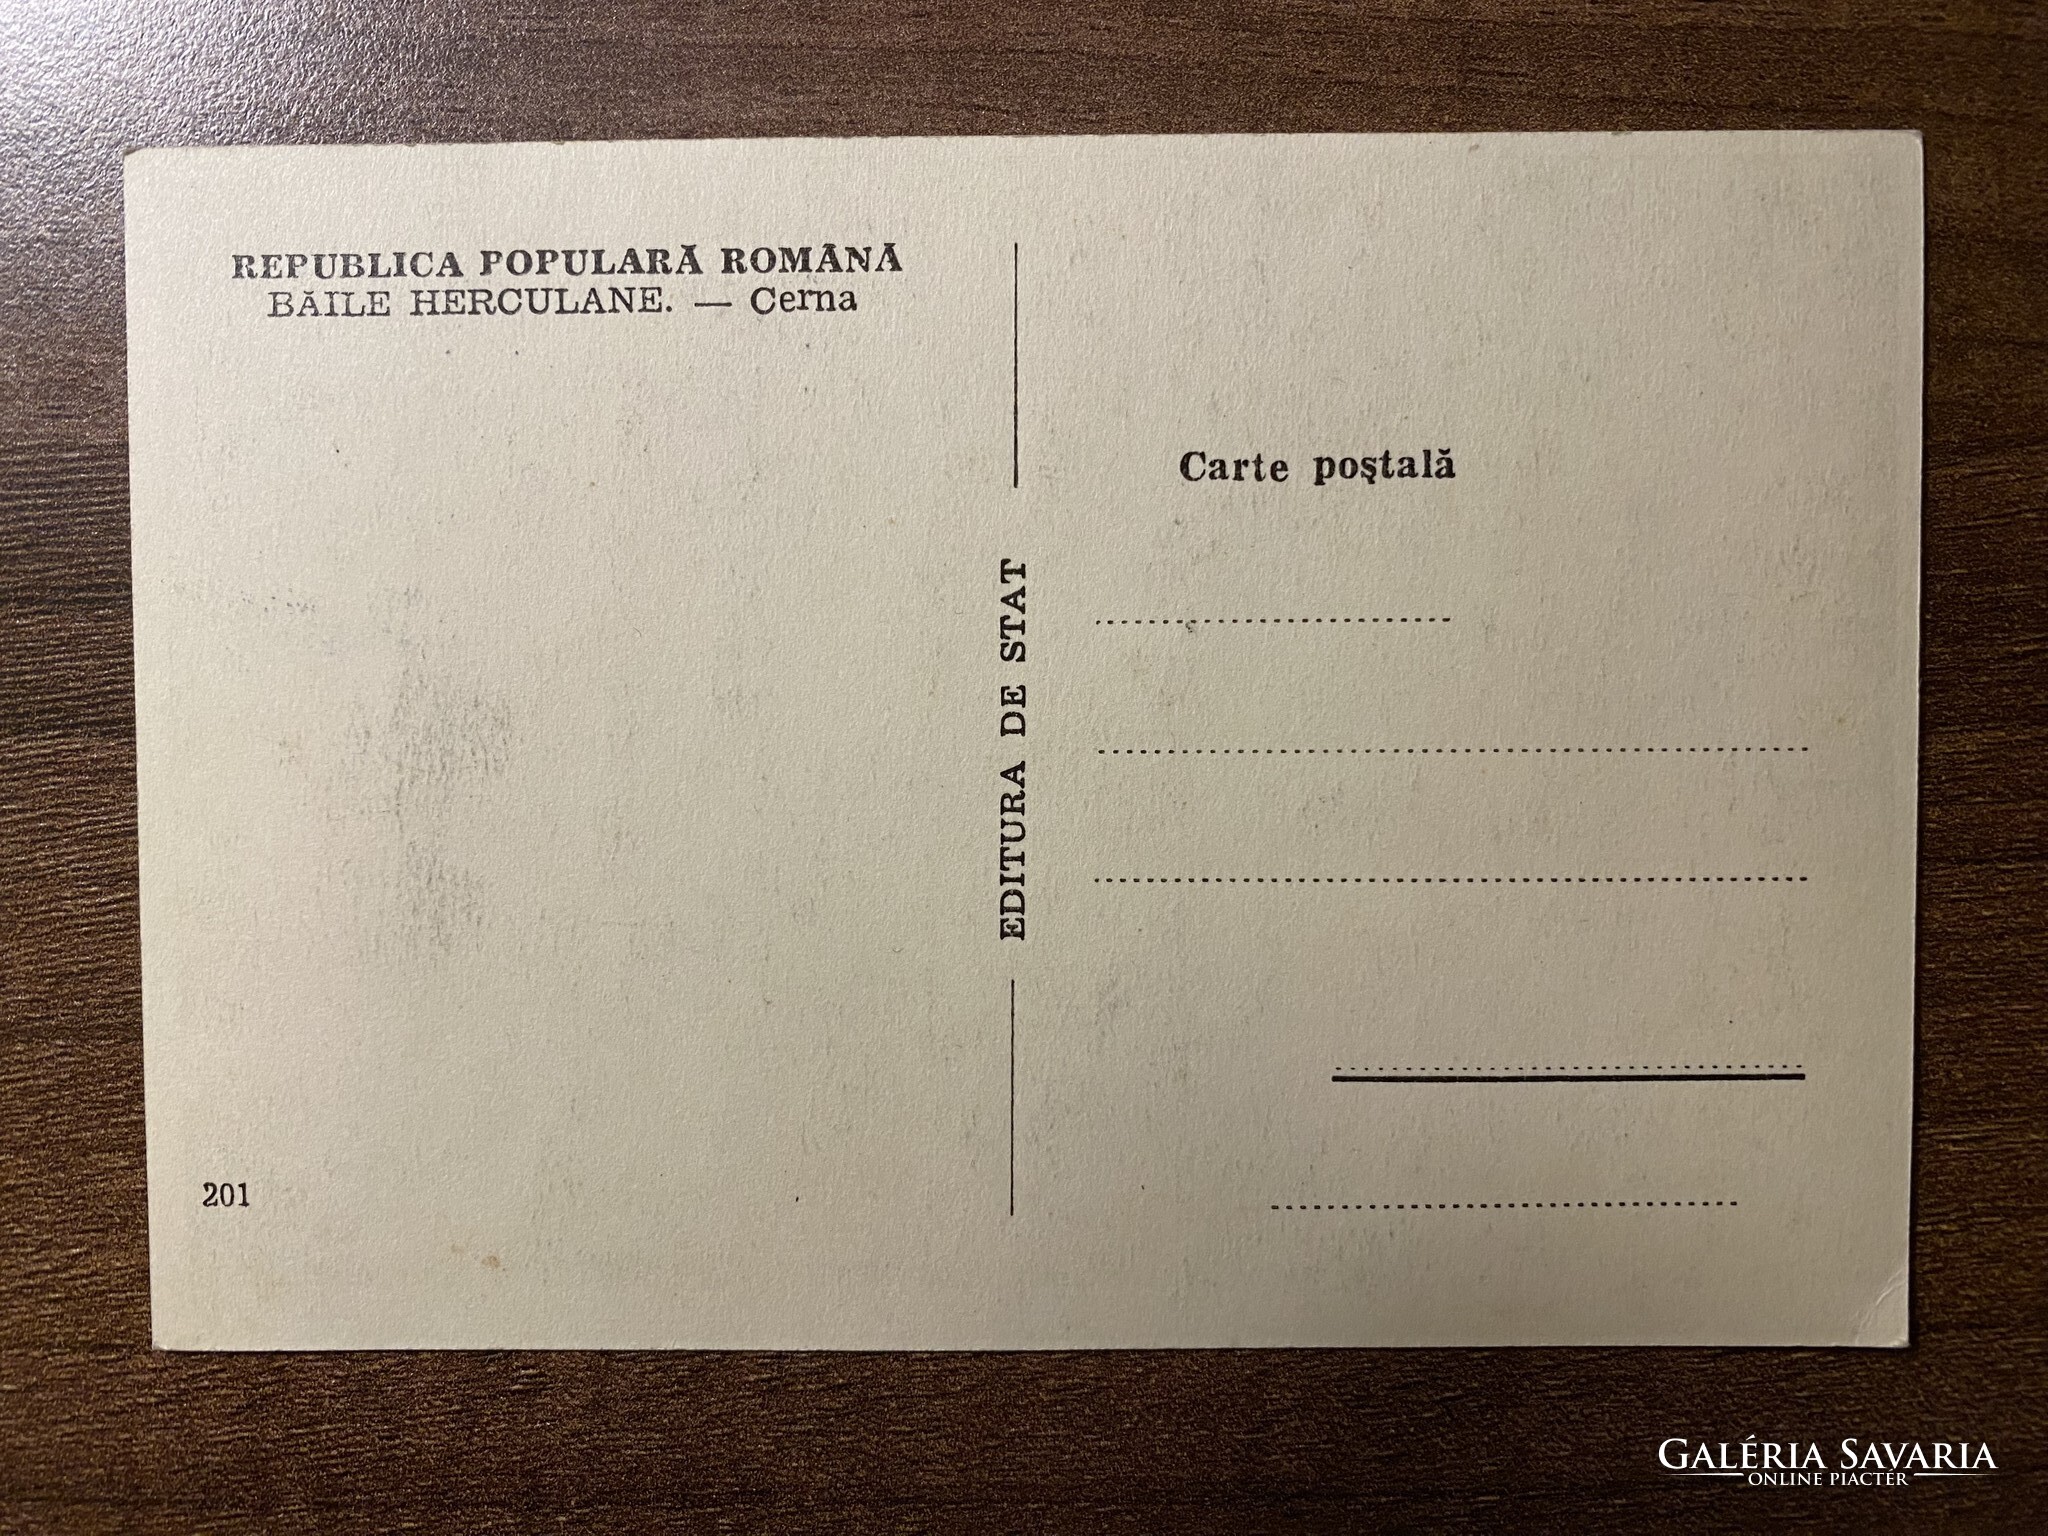 REPUBLICA POPULARĂ ROMÂNĂ
BĂILE HERCULANE. — Cerna
201
EDITURA DE STAT
Carte poştală
GALÉRIA SAVARIA
ONLINE PIACTÉR